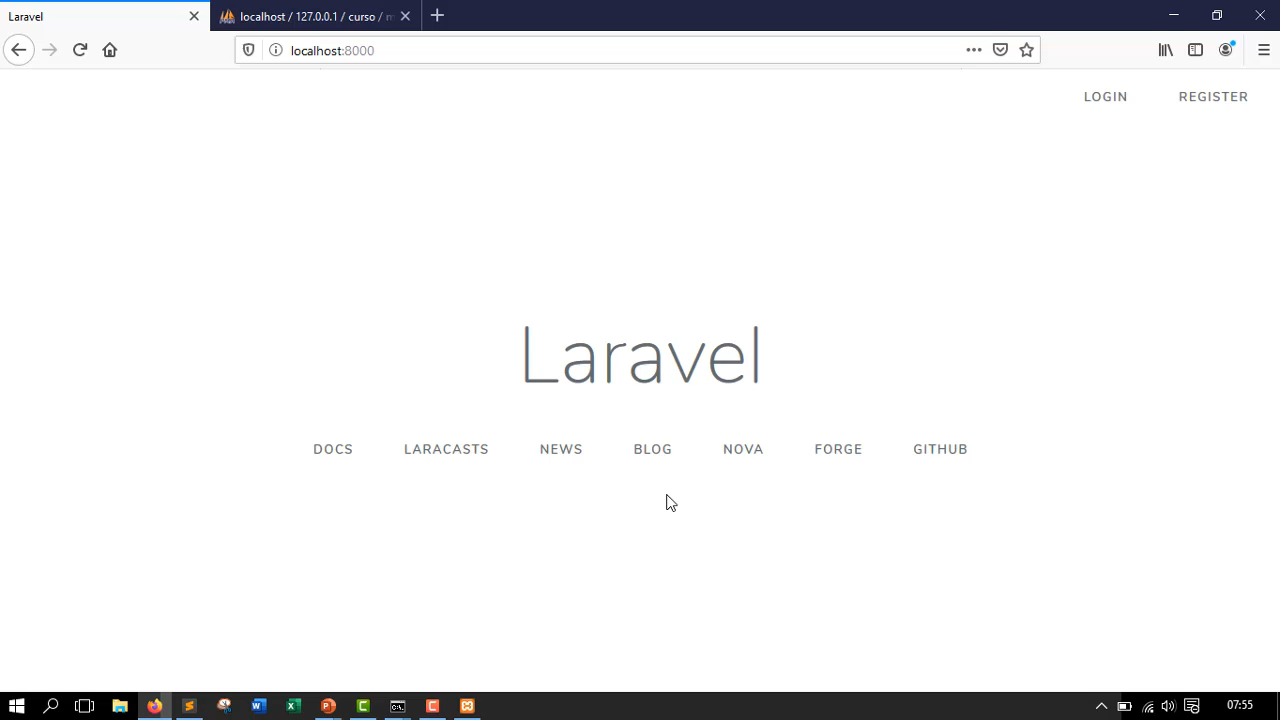 Laravel
localhost / 127.0.0.1 / curso / m
localhost:8000
LOGIN REGISTER
Laravel
DOCS LARACASTS NEWS BLOG NOVA FORGE GITHUB
07:55